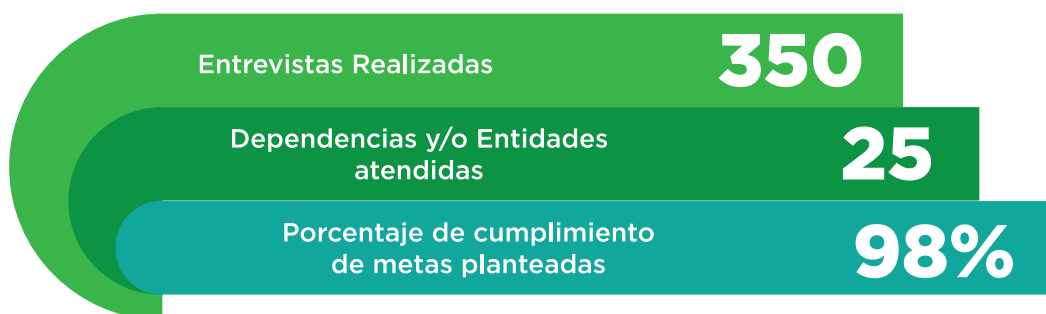 Entrevistas Realizadas 350
Dependencias y/o Entidades
atendidas 25
Porcentaje de cumplimiento
de metas planteadas 98%